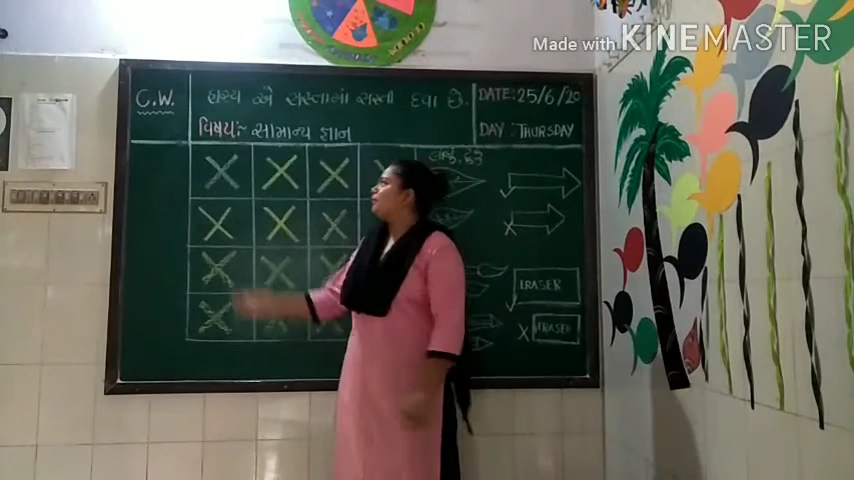 Made with KINEMASTER
C.W.
હાસ્ય એ સસ્તામાં સસ્તી દવા છે.
DATE: 25/6/20
વિષય:- સામાન્ય જ્ઞાન
DAY : THURSDAY
ERASER
ERASER